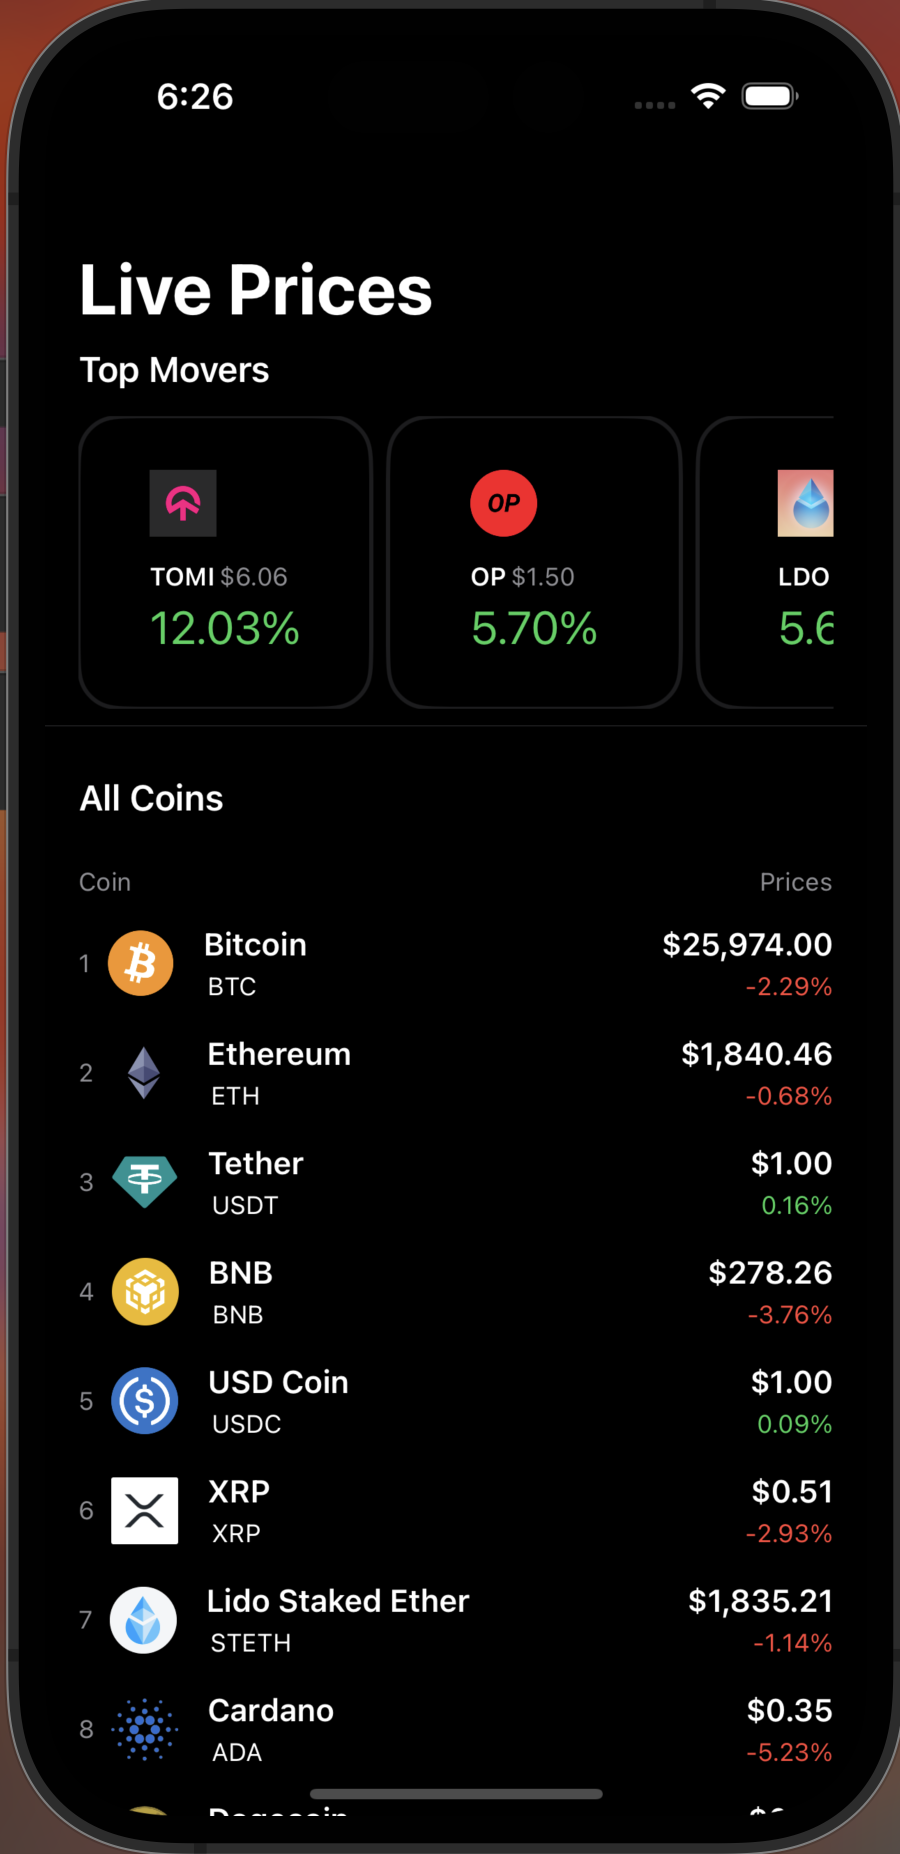 6:26
Live Prices
Top Movers
OP
TOMI $6.06
12.03%
OP $1.50
5.70%
LDO
5.6
All Coins
Coin Prices
1 Bitcoin $25,974.00
BTC -2.29%
2 Ethereum $1,840.46
ETH -0.68%
3 Tether $1.00
USDT 0.16%
4 BNB $278.26
BNB -3.76%
5 USD Coin $1.00
USDC 0.09%
6 XRP $0.51
XRP -2.93%
7 Lido Staked Ether $1,835.21
STETH -1.14%
8 Cardano $0.35
ADA -5.23%
Dogecoin